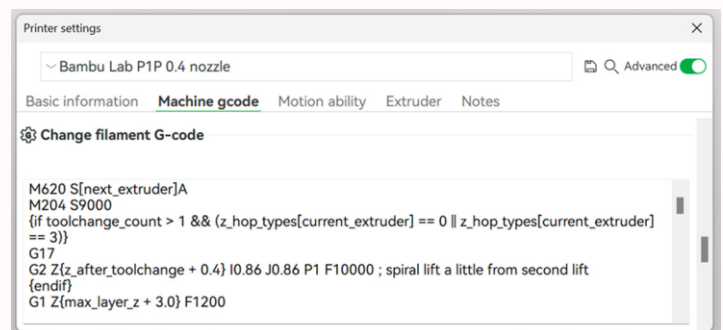 Printer settings
Bambu Lab P1P 0.4 nozzle
Advanced
Basic information Machine gcode Motion ability Extruder Notes
Change filament G-code
M620 S[next_extruder]A
M204 S9000
{if toolchange_count > 1 && (z_hop_types[current_extruder] == 0 || z_hop_types[current_extruder]
== 3)}
G17
G2 Z{z_after_toolchange + 0.4} I0.86 J0.86 P1 F10000 ; spiral lift a little from second lift
{endif}
G1 Z{max_layer_z + 3.0} F1200